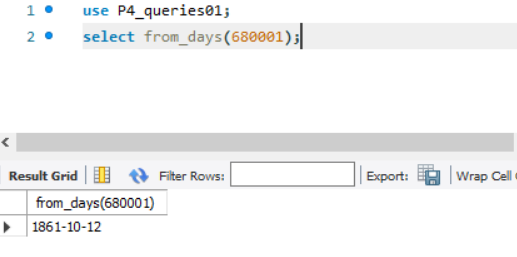 1 use P4_queries01;
2 select from_days(680001);
Result Grid Filter Rows: Export: Wrap Cell
from_days(680001)
1861-10-12